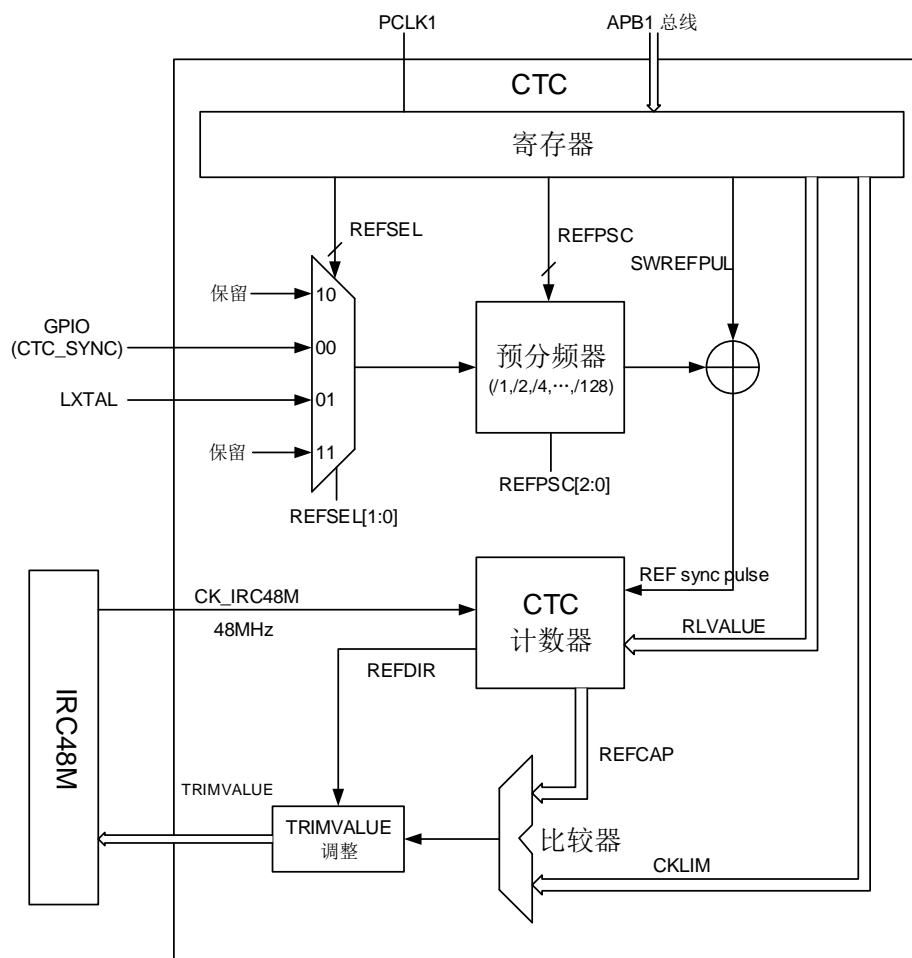 PCLK1
APB1 总线
CTC
寄存器
REFSEL
REFPSC
SWREFPUL
保留
10
GPIO
(CTC_SYNC)
00
预分频器
(/1,/2,/4,···,/128)
LXTAL
01
保留
11
REFSEL[1:0]
REFPSC[2:0]
REF sync pulse
CK_IRC48M
48MHz
CTC
计数器
RLVALUE
REFDIR
IRC48M
REFCAP
TRIMVALUE
TRIMVALUE
调整
比较器
CKLIM